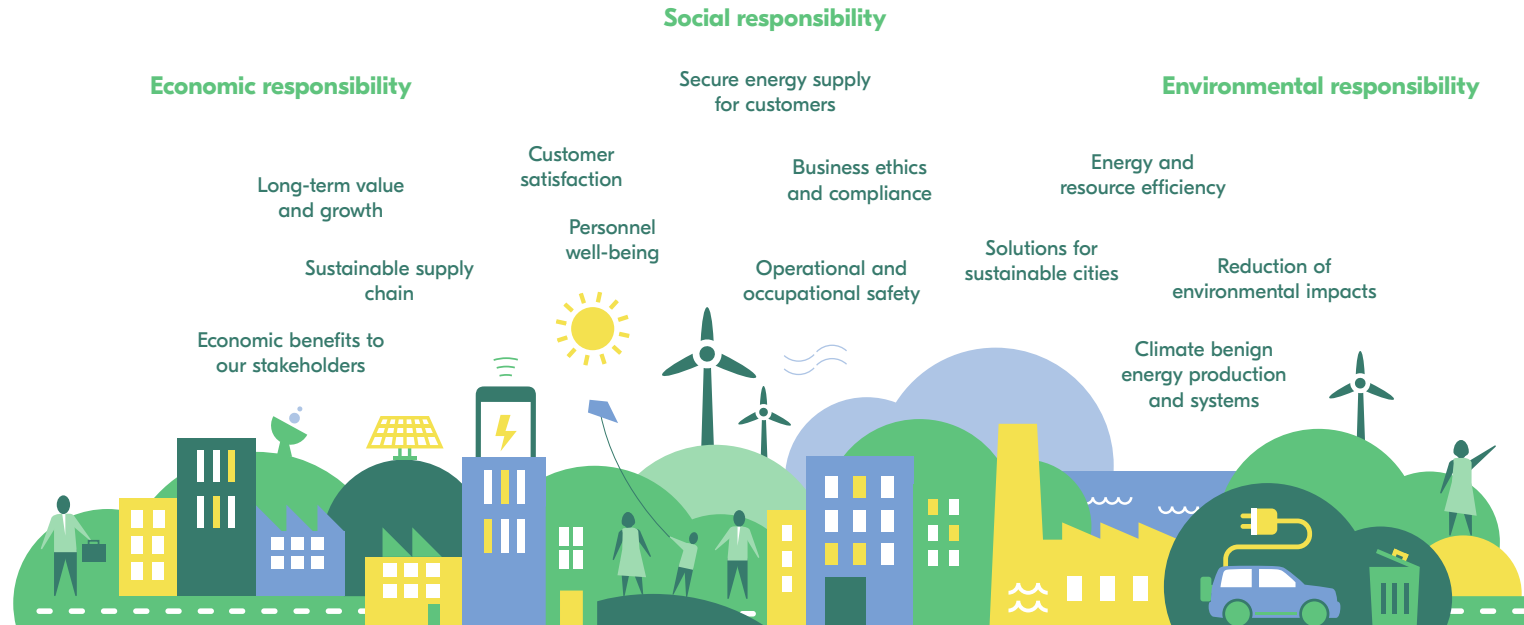 Social responsibility
Economic responsibility
Environmental responsibility
Secure energy supply
for customers
Customer
satisfaction
Business ethics
and compliance
Energy and
resource efficiency
Long-term value
and growth
Personnel
well-being
Solutions for
sustainable cities
Sustainable supply
chain
Operational and
occupational safety
Reduction of
environmental impacts
Economic benefits to
our stakeholders
Climate benign
energy production
and systems